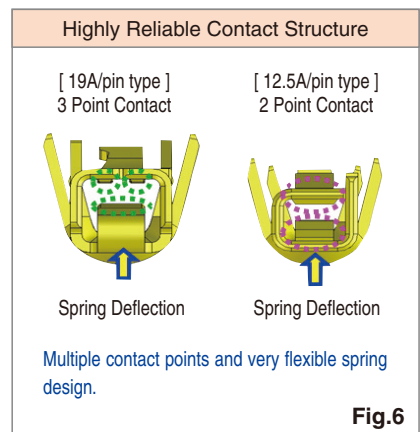 Highly Reliable Contact Structure
[ 19A/pin type ]
3 Point Contact
[ 12.5A/pin type ]
2 Point Contact
Spring Deflection
Spring Deflection
Multiple contact points and very flexible spring
design.
Fig.6